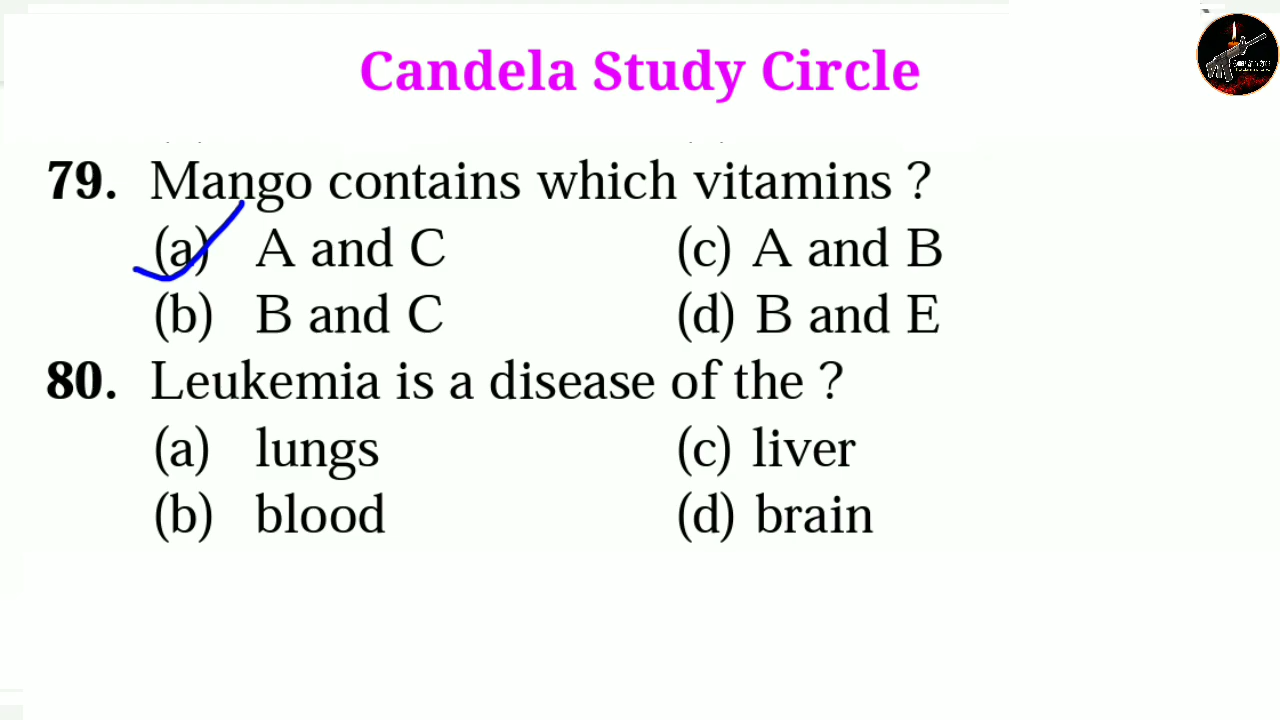 Candela Study Circle
79. Mango contains which vitamins ?
(a) A and C (c) A and B
(b) B and C (d) B and E
80. Leukemia is a disease of the ?
(a) lungs (c) liver
(b) blood (d) brain